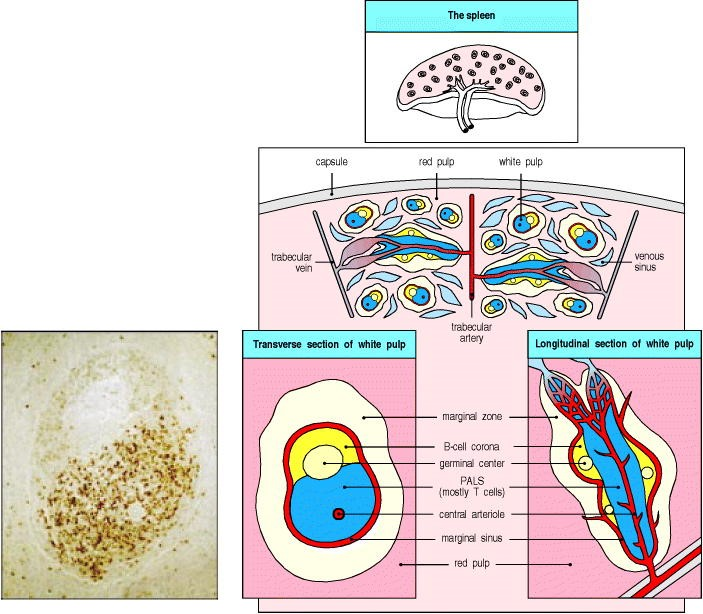 The spleen
capsule
red pulp
white pulp
trabecular
vein
venous
sinus
trabecular
artery
Transverse section of white pulp
Longitudinal section of white pulp
marginal zone
B-cell corona
germinal center
PALS
(mostly T cells)
central arteriole
marginal sinus
red pulp